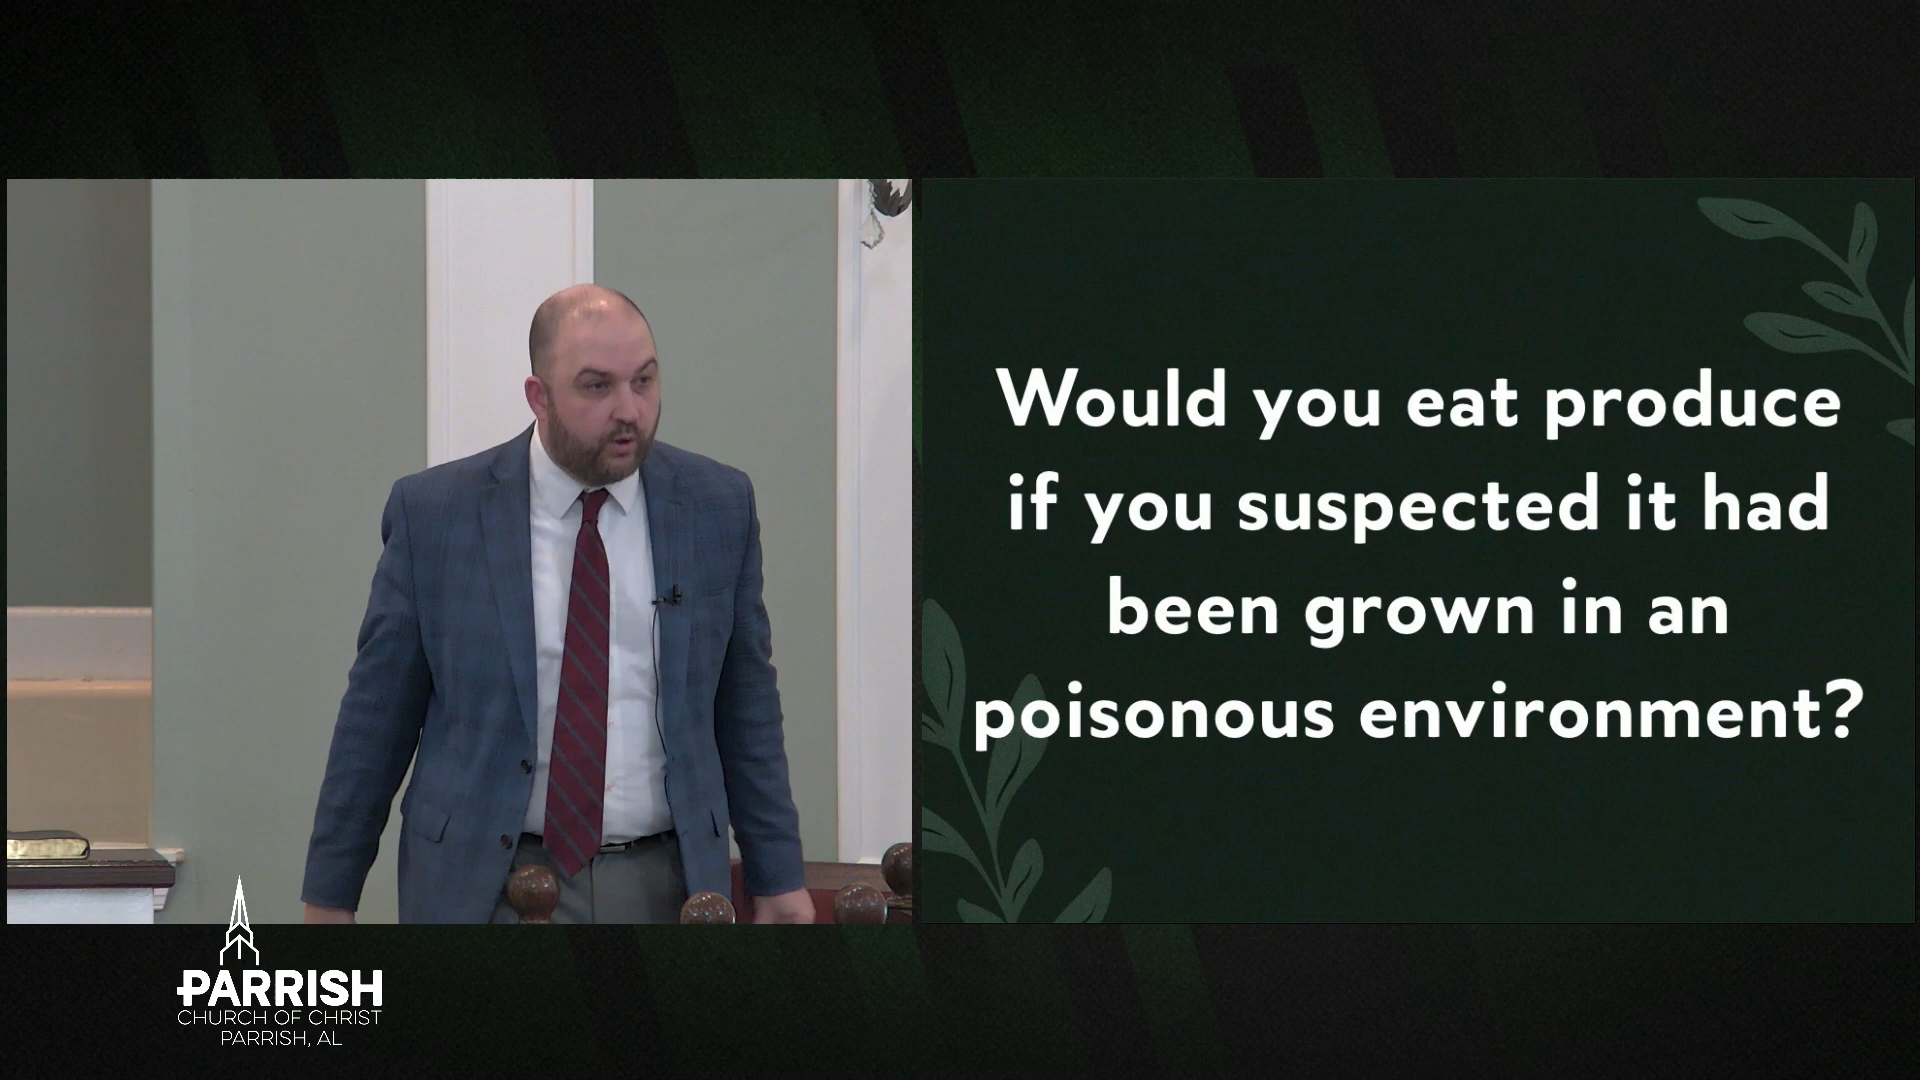 Would you eat produce
if you suspected it had
been grown in an
poisonous environment?
PARRISH
CHURCH OF CHRIST
PARRISH, AL